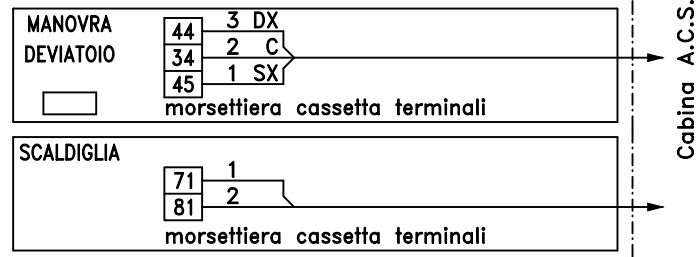 MANOVRA
DEVIATOIO
44 3 DX
34 2 C
45 1 SX
morsettiera cassetta terminali
SCALDIGLIA
71 1
81 2
morsettiera cassetta terminali
Cabina A.C.S.